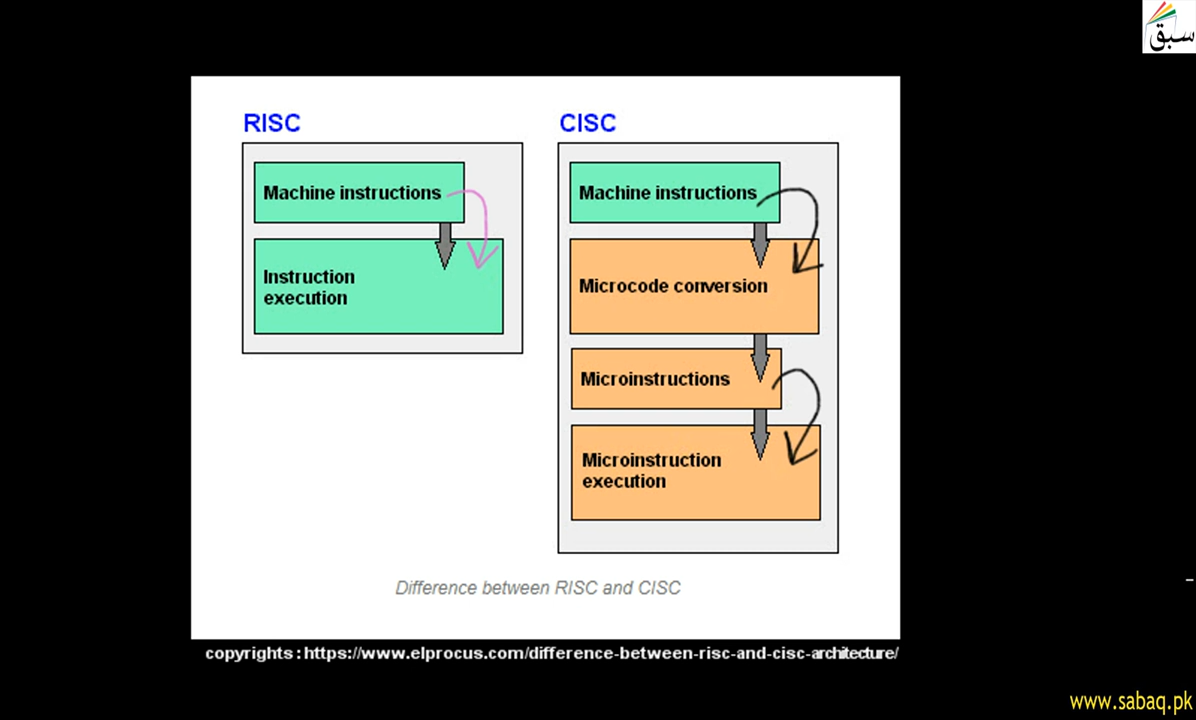 سبق
RISC
Machine instructions
Instruction
execution
CISC
Machine instructions
Microcode conversion
Microinstructions
Microinstruction
execution
Difference between RISC and CISC
copyrights : https://www.elprocus.com/difference-between-risc-and-cisc-architecture/
www.sabaq.pk